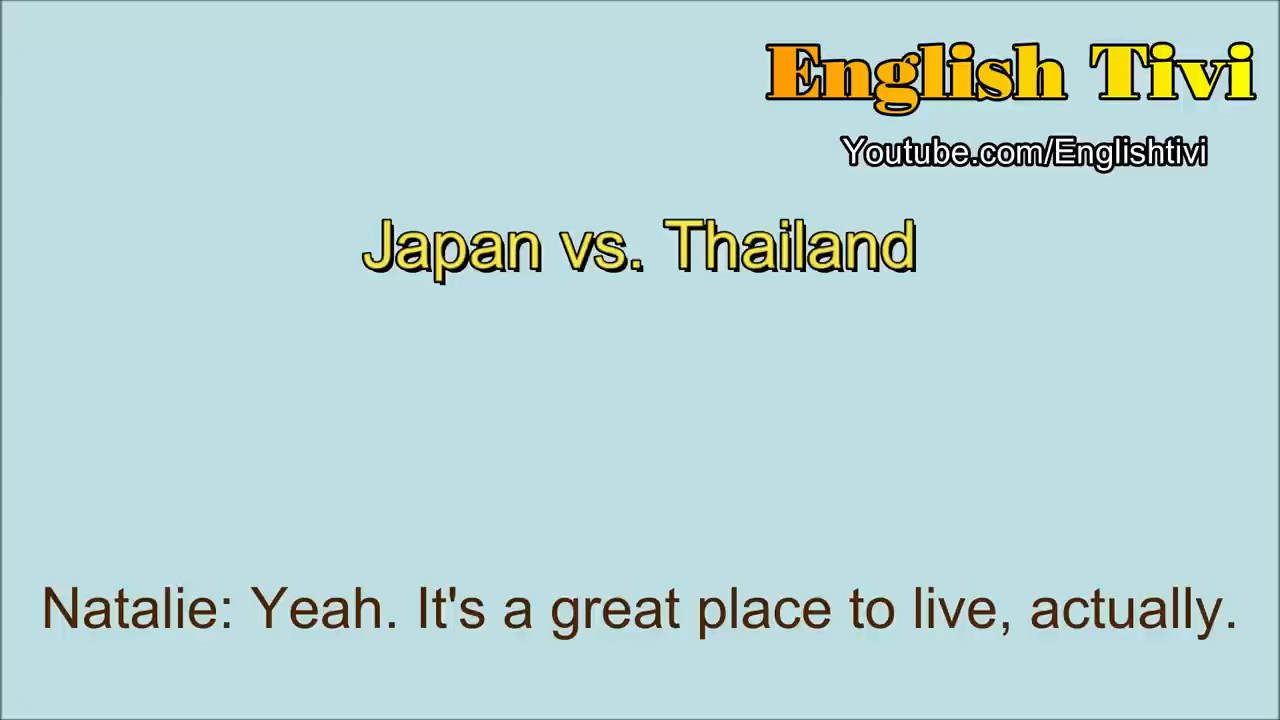 English Tivi
Youtube.com/Englishtivi
Japan vs. Thailand
Natalie: Yeah. It's a great place to live, actually.